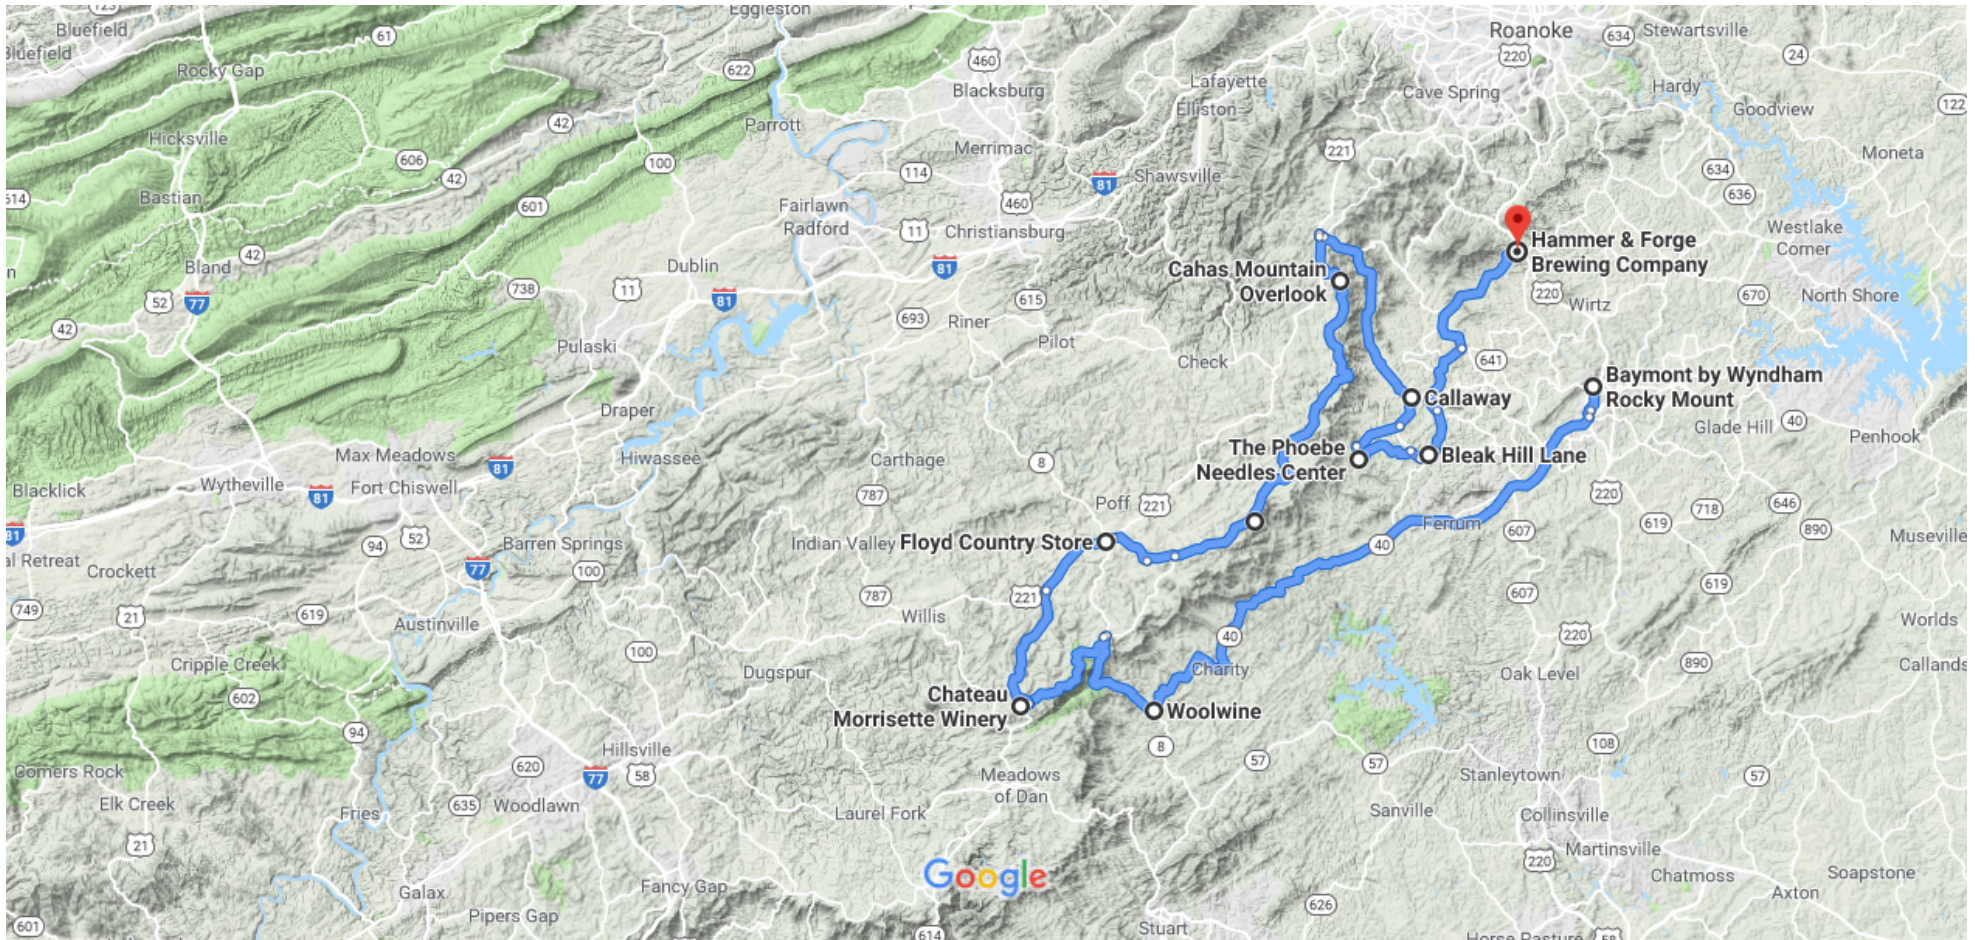 123
Bluefield
Bluefield
61
Rocky Gap
Eggleston
622
460
Blacksburg
Roanoke
220
634
Stewartsville
24
Lafayette
Elliston
Cave Spring
Hardy
Goodview
122
Hicksville
42
Parrott
606
42
100
Merrimac
114
221
Moneta
634
636
614
Bastian
601
81
Shawsville
Fairlawn
Radford
460
11
Christiansburg
Westlake
Corner
42
Bland
Dublin
81
Hammer & Forge
Brewing Company
Cahas Mountain
Overlook
52
77
738
11
81
615
220
Wirtz
670
North Shore
42
693
Riner
Pulaski
Pilot
Check
641
Baymont by Wyndham
Rocky Mount
Callaway
Draper
Glade Hill
40
Penhook
The Phoebe
Needles Center
Bleak Hill Lane
Max Meadows
Hiwassee
Carthage
8
81
Blacklick
Wytheville
81
Fort Chiswell
787
Poff
221
220
718
646
619
890
Ferrum
607
81
52
94
Barren Springs
Indian Valley
Floyd Country Store
40
Museville
al Retreat
Crockett
77
100
749
21
619
Austinville
787
Willis
221
607
619
Worlds
220
40
Cripple Creek
100
Dugspur
Charity
Oak Level
890
Callands
602
Chateau
Morrisette Winery
Woolwine
94
Hillsville
8
57
57
108
57
Comers Rock
620
77
58
Meadows
of Dan
Stanleytown
Elk Creek
Fries
635
Woodlawn
Laurel Fork
Sanville
Collinsville
21
Martinsville
220
Chatmoss
Soapstone
Google
Galax
Fancy Gap
Axton
601
Pipers Gap
614
Stuart
626
Horse Pasture
58